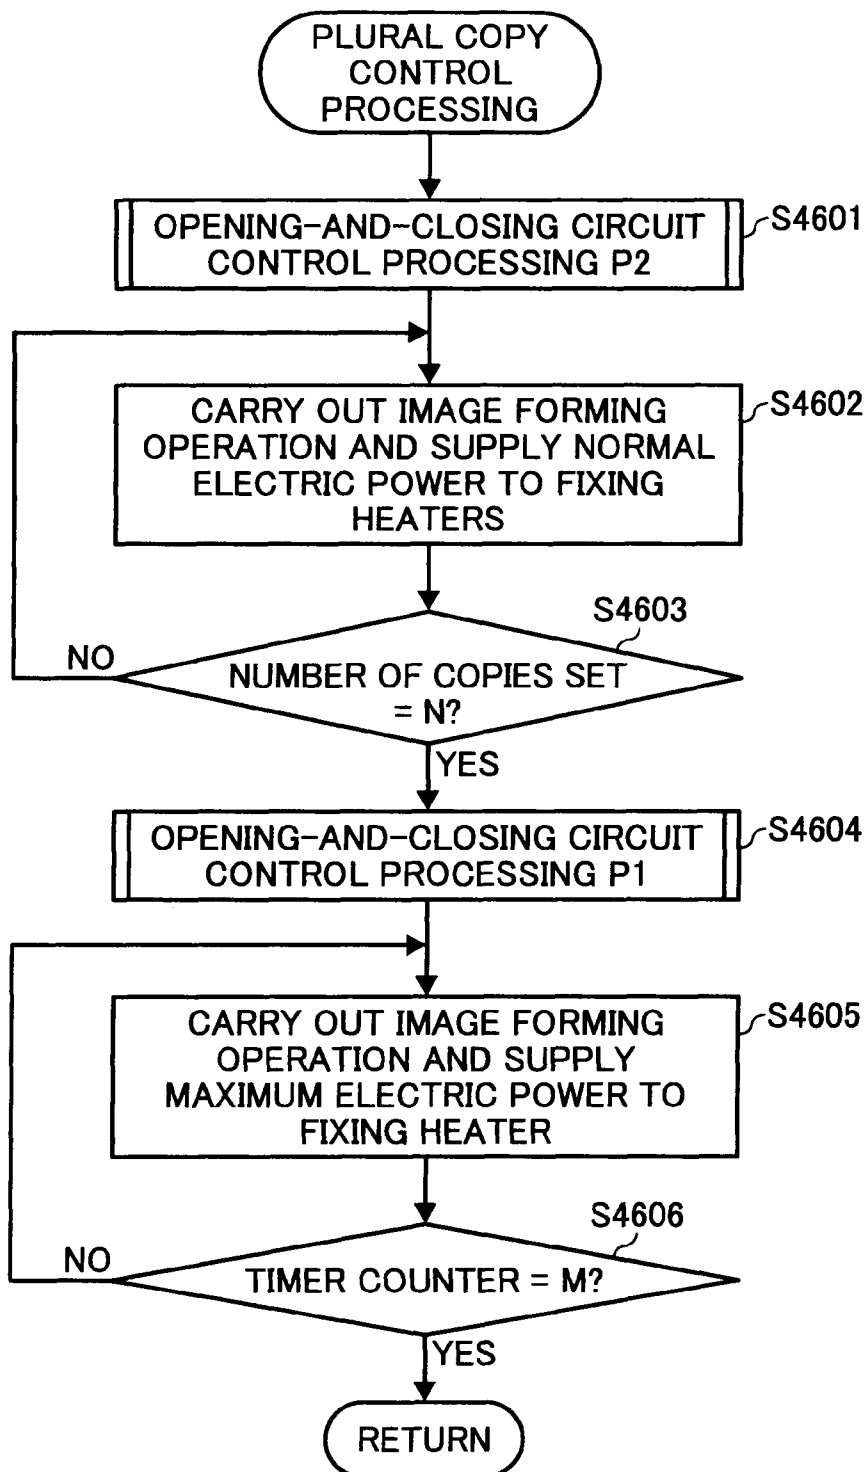 PLURAL COPY
CONTROL
PROCESSING
OPENING-AND-CLOSING CIRCUIT
CONTROL PROCESSING P2
S4601
CARRY OUT IMAGE FORMING
OPERATION AND SUPPLY NORMAL
ELECTRIC POWER TO FIXING
HEATERS
S4602
S4603
NO
NUMBER OF COPIES SET
= N?
YES
OPENING-AND-CLOSING CIRCUIT
CONTROL PROCESSING P1
S4604
CARRY OUT IMAGE FORMING
OPERATION AND SUPPLY
MAXIMUM ELECTRIC POWER TO
FIXING HEATER
S4605
S4606
NO
TIMER COUNTER = M?
YES
RETURN